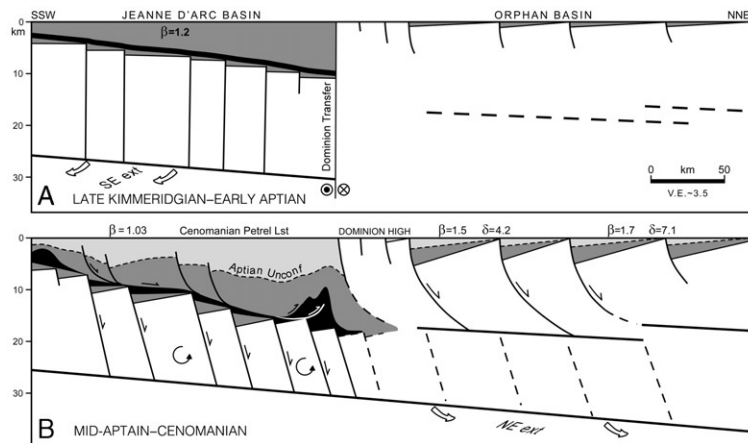 SSW JEANNE D'ARC BASIN ORPHAN BASIN NNE
0
km
β=1.2
10
20
30
Dominion Transfer
SE ext
0 km 50
V.E.~3.5
A LATE KIMMERIDGIAN–EARLY APTIAN
β = 1.03 Cenomanian Petrel Lst DOMINION HIGH β=1.5 δ=4.2 β=1.7 δ=7.1
0
Aptian Unconf
10
20
30
NE ext
B MID-APTAIN–CENOMANIAN